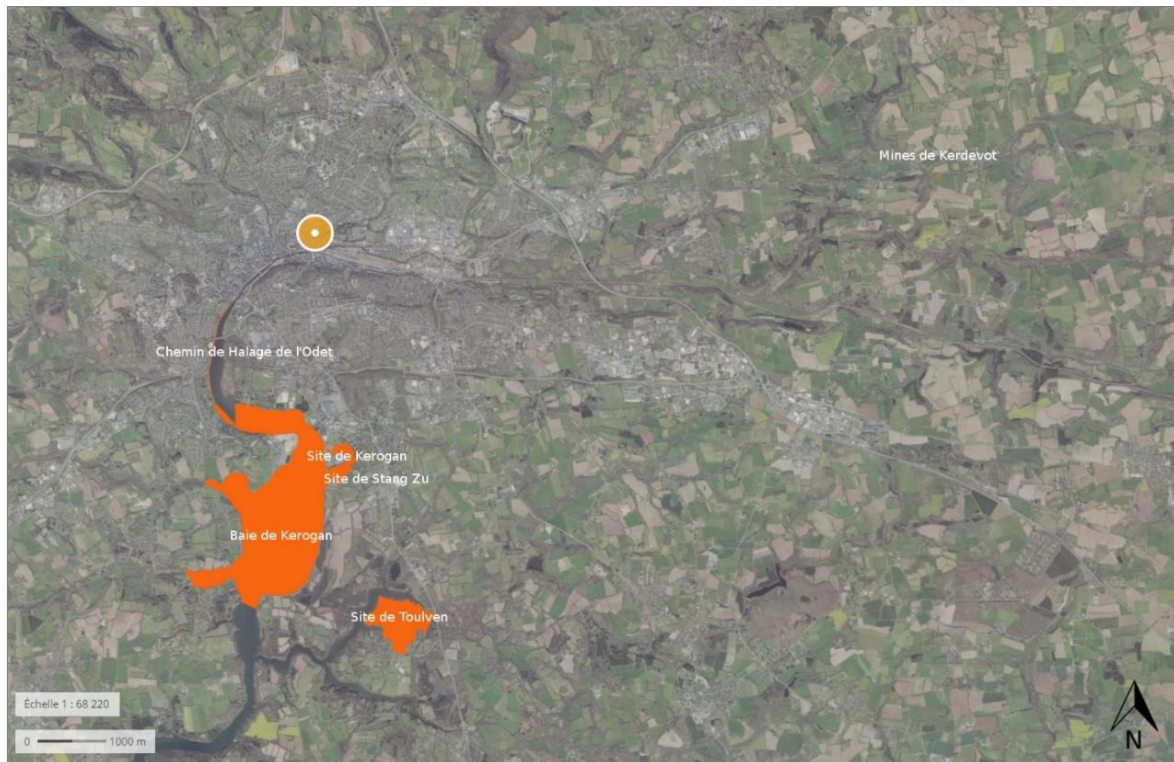 Mines de Kerdevot
Chemin de Halage de l'Odet
Site de Kerogan
Site de Stang Zu
Baie de Kerogan
Site de Toulven
Échelle 1 : 68 220
0 1000 m
N